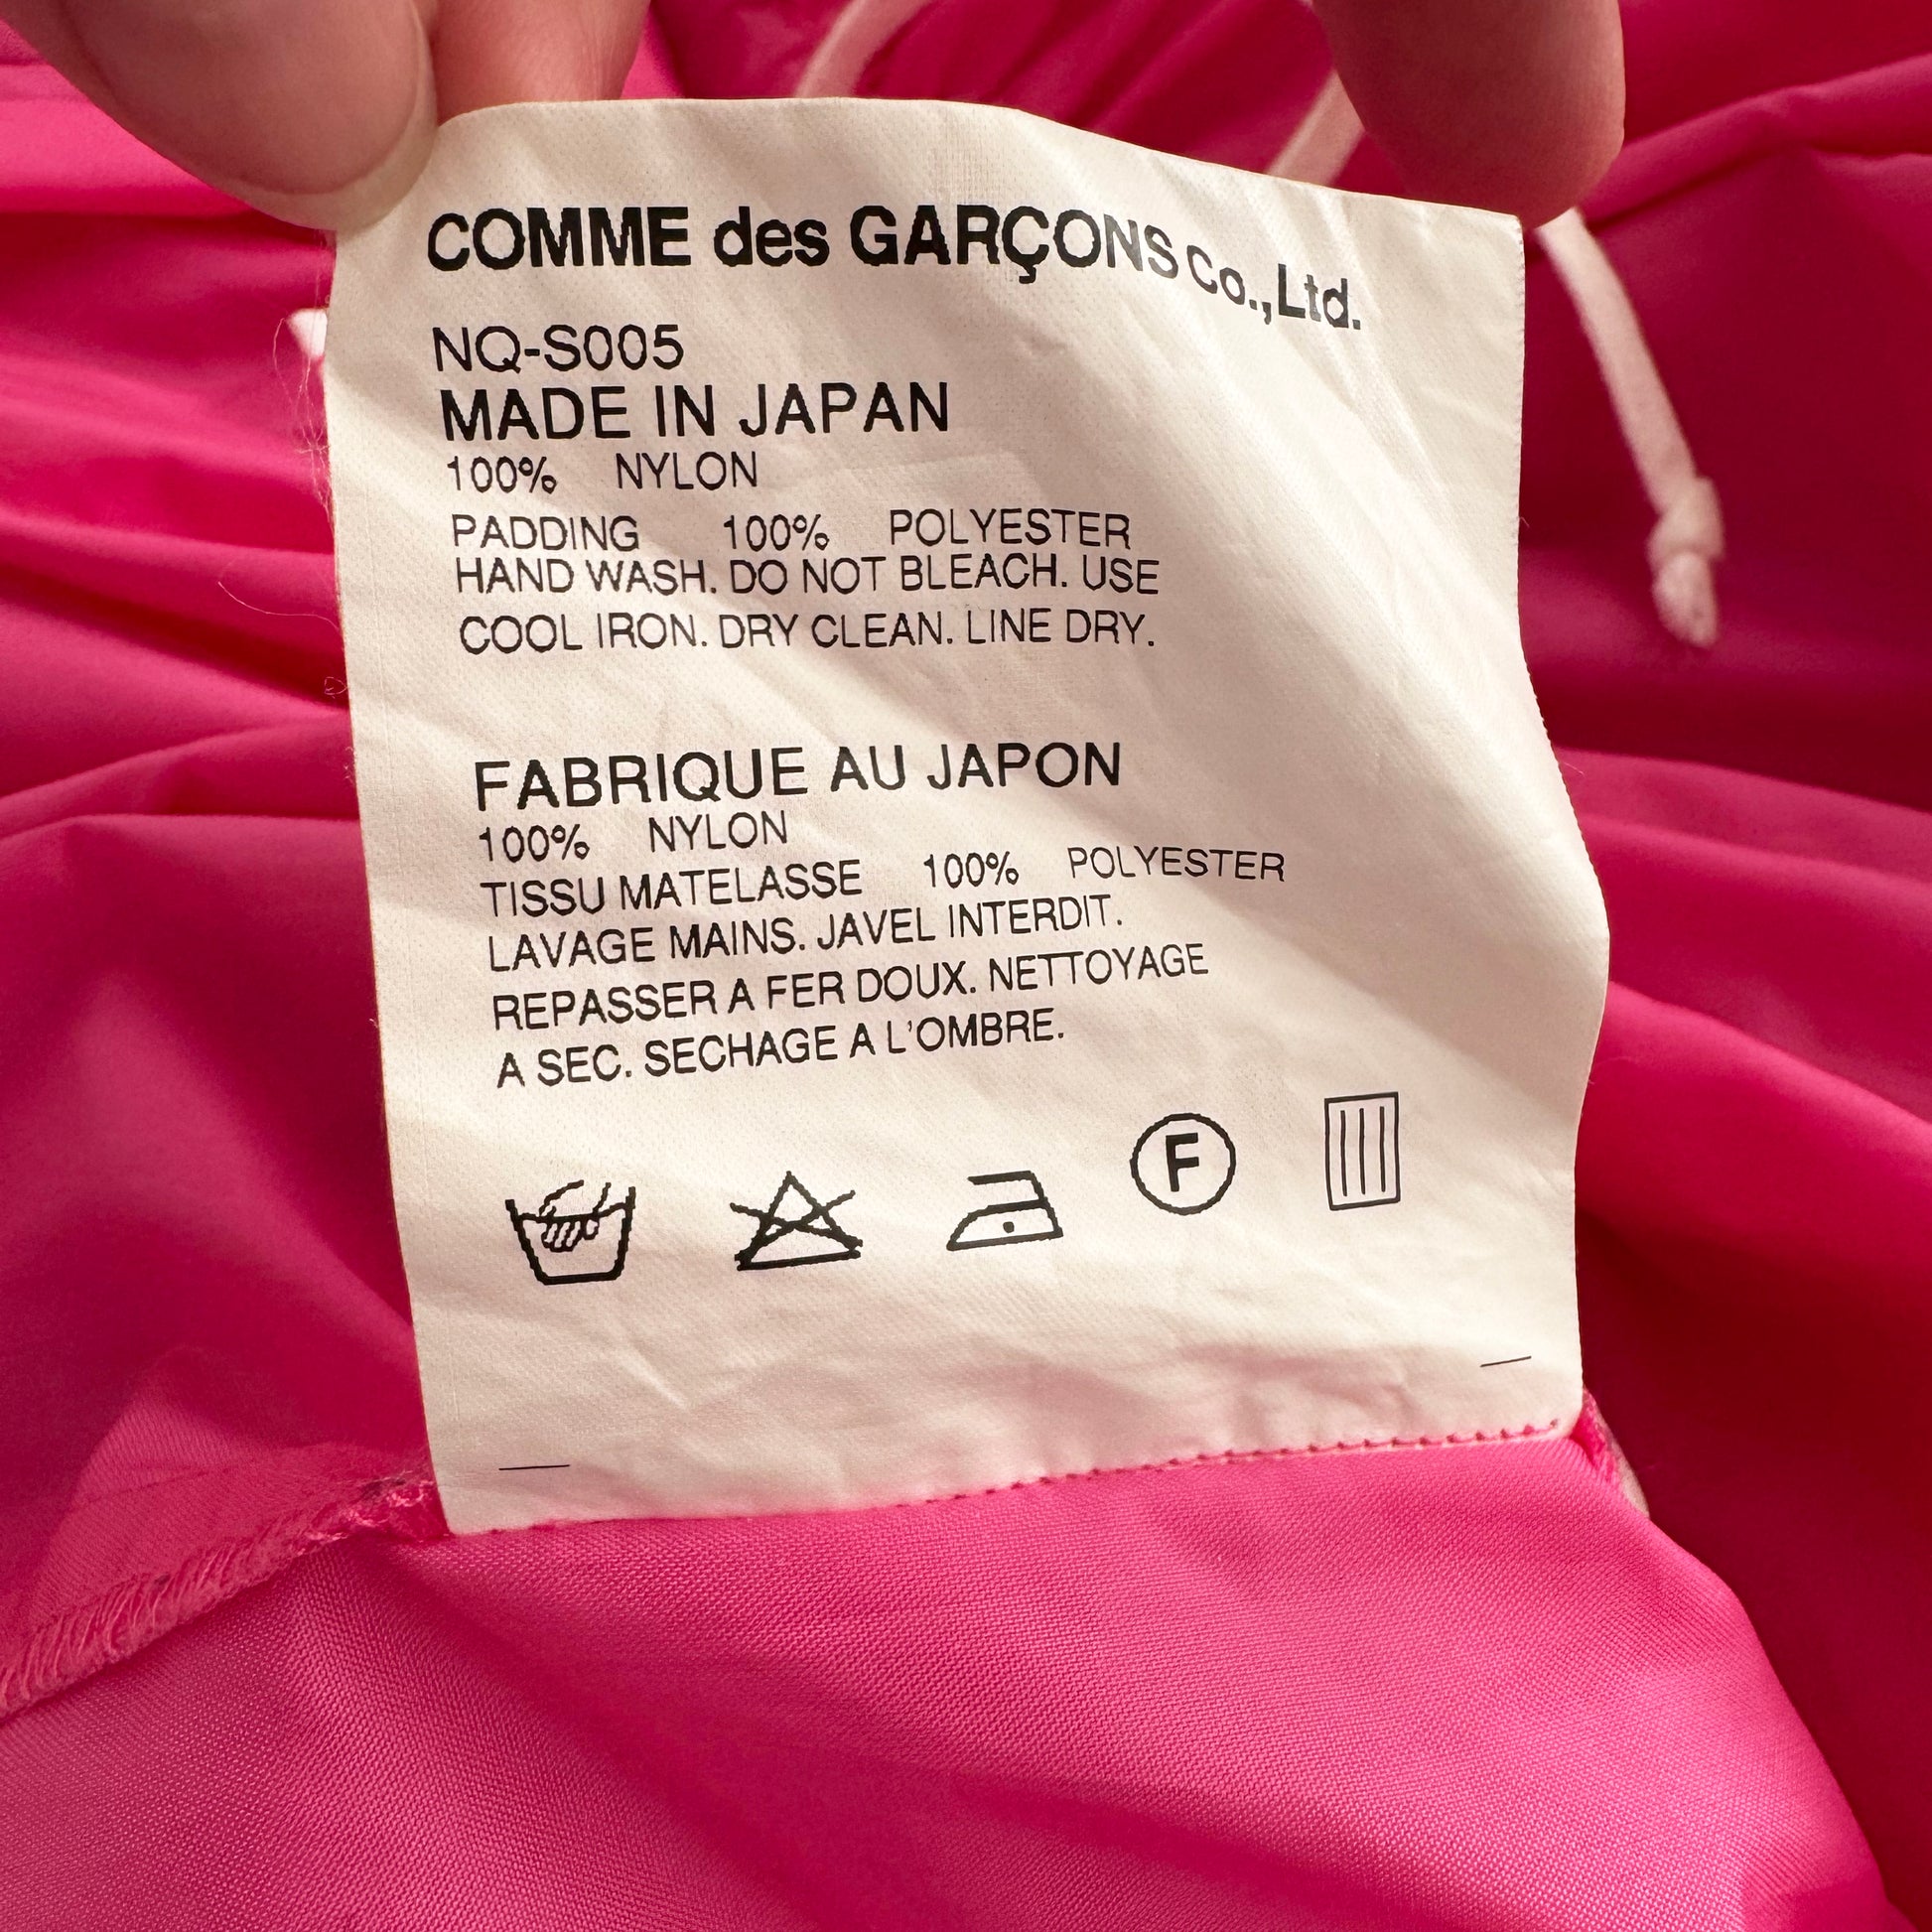 COMME des GARÇONS Co.,Ltd.
NQ-S005
MADE IN JAPAN
100% NYLON
PADDING 100% POLYESTER
HAND WASH. DO NOT BLEACH. USE
COOL IRON. DRY CLEAN. LINE DRY.
FABRIQUE AU JAPON
100% NYLON
TISSU MATELASSE 100% POLYESTER
LAVAGE MAINS. JAVEL INTERDIT.
REPASSER A FER DOUX. NETTOYAGE
A SEC. SECHAGE A L'OMBRE.
F